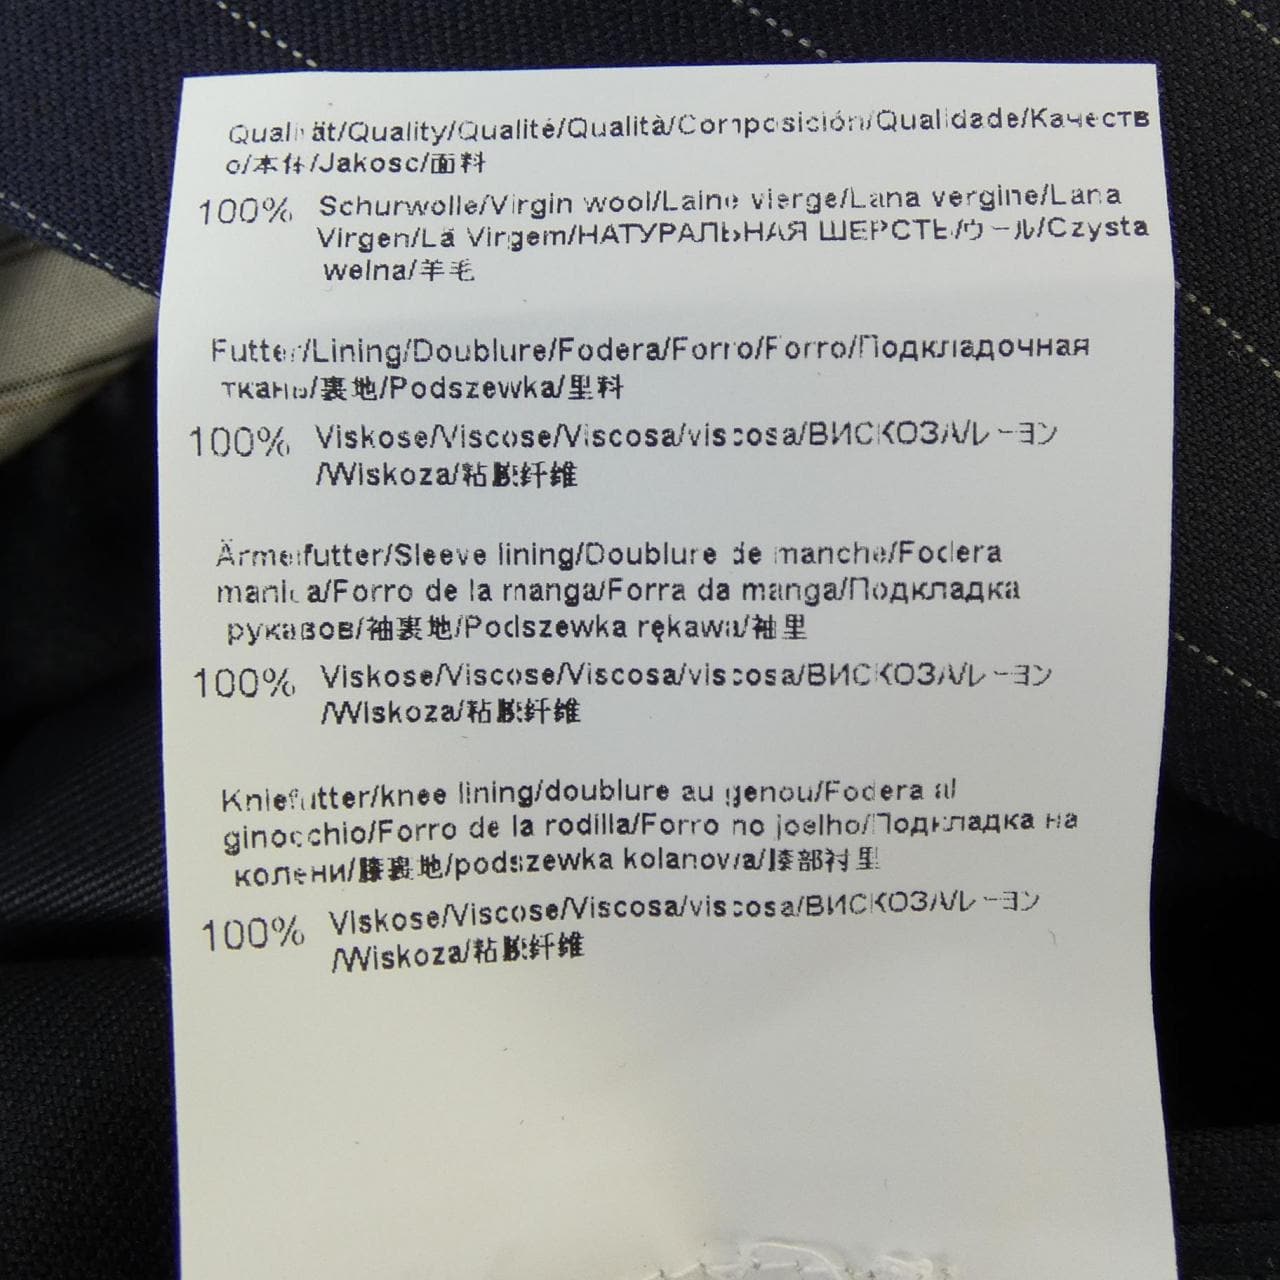 Qualität/Quality/Qualité/Qualità/Composición/Qualidade/Качеств
о/本体/Jakosc/面料
100% Schurwolle/Virgin wool/Laine vierge/Lana vergine/Lana
Virgen/Lã Virgem/НАТУРАЛЬНАЯ ШЕРСТЬ/ウール/Czysta
welna/羊毛
Futter/Lining/Doublure/Fodera/Forro/Forro/Подкладочная
ткань/裏地/Podszewka/里料
100% Viskose/Viscose/Viscosa/viscosa/ВИСКОЗА/レーヨン
/Wiskoza/粘胶纤维
Ärmelfutter/Sleeve lining/Doublure de manche/Fodera
manica/Forro de la manga/Forra da manga/Подкладка
рукавов/袖裏地/Podszewka rękawa/袖里
100% Viskose/Viscose/Viscosa/viscosa/ВИСКОЗА/レーヨン
/Wiskoza/粘胶纤维
Kniefutter/knee lining/doublure au genou/Fodera al
ginocchio/Forro de la rodilla/Forro no joelho/Подкладка на
колени/膝裏地/podszewka kolanowa/膝部衬里
100% Viskose/Viscose/Viscosa/viscosa/ВИСКОЗА/レーヨン
/Wiskoza/粘胶纤维